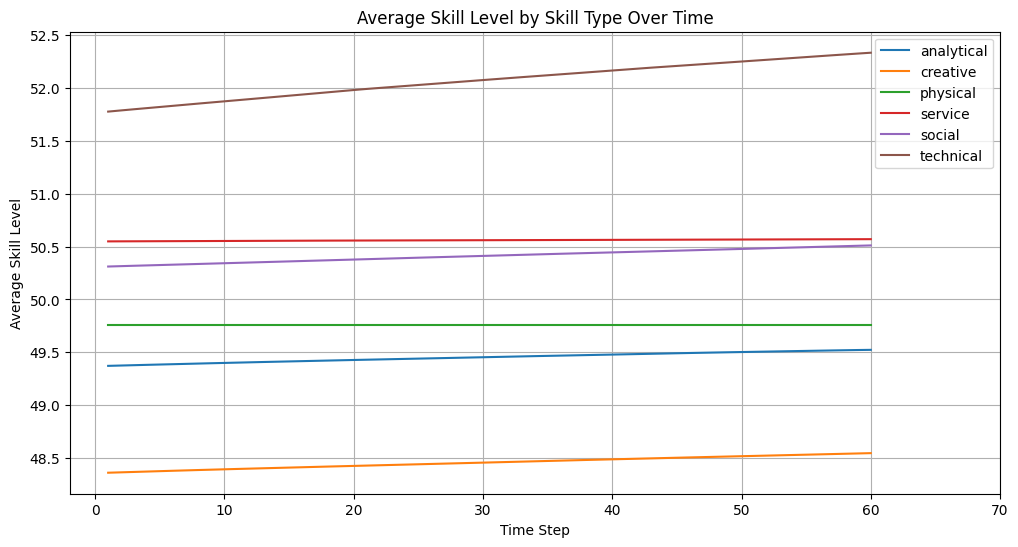 Average Skill Level by Skill Type Over Time
52.5
52.0
51.5
51.0
50.5
50.0
49.5
49.0
48.5
Average Skill Level
analytical
creative
physical
service
social
technical
0 10 20 30 40 50 60 70
Time Step